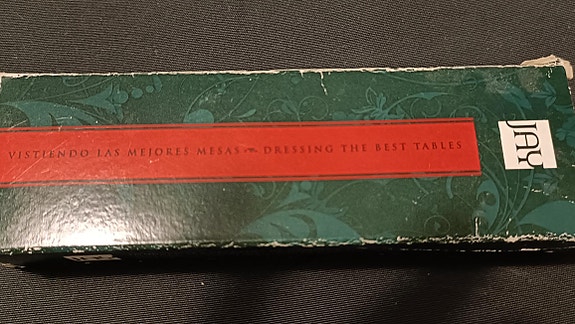 VISTIENDO LAS MEJORES MESAS DRESSING THE BEST TABLES
JAY